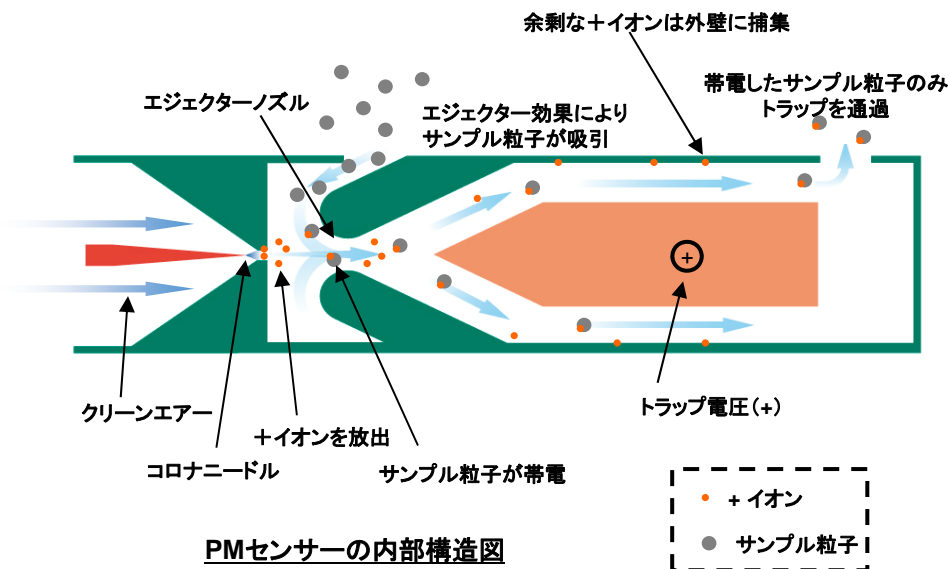 余剰な＋イオンは外壁に捕集
エジェクターノズル
エジェクター効果により
サンプル粒子が吸引
帯電したサンプル粒子のみ
トラップを通過
+
クリーンエアー
＋イオンを放出
コロナニードル
サンプル粒子が帯電
トラップ電圧（+）
+ イオン
サンプル粒子
PMセンサーの内部構造図